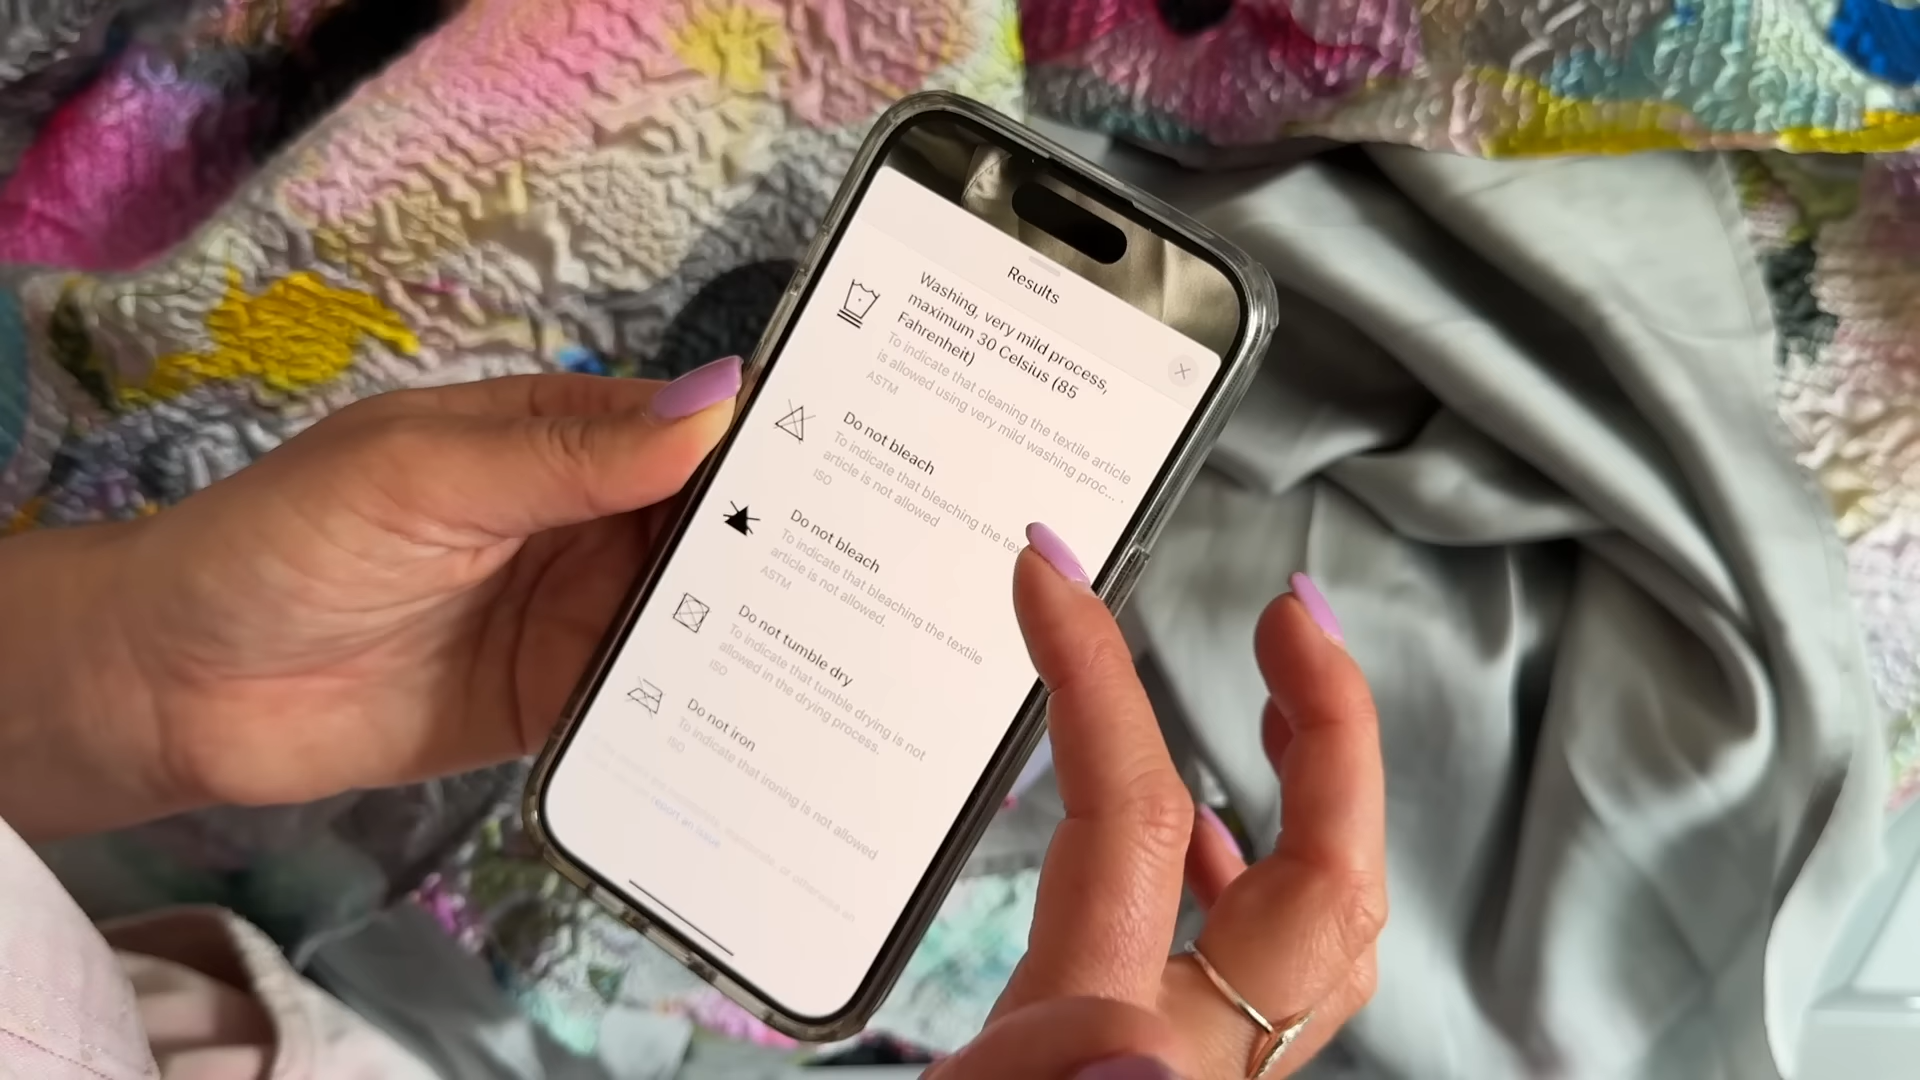 Results
Washing, very mild process,
maximum 30 Celsius (85
Fahrenheit)
To indicate that cleaning the textile article
is allowed using very mild washing proc... .
ASTM
Do not bleach
To indicate that bleaching the tex
article is not allowed
ISO
Do not bleach
To indicate that bleaching the textile
article is not allowed.
ASTM
Do not tumble dry
To indicate that tumble drying is not
allowed in the drying process.
ISO
Do not iron
To indicate that ironing is not allowed
ISO
or otherwise an
report an issue